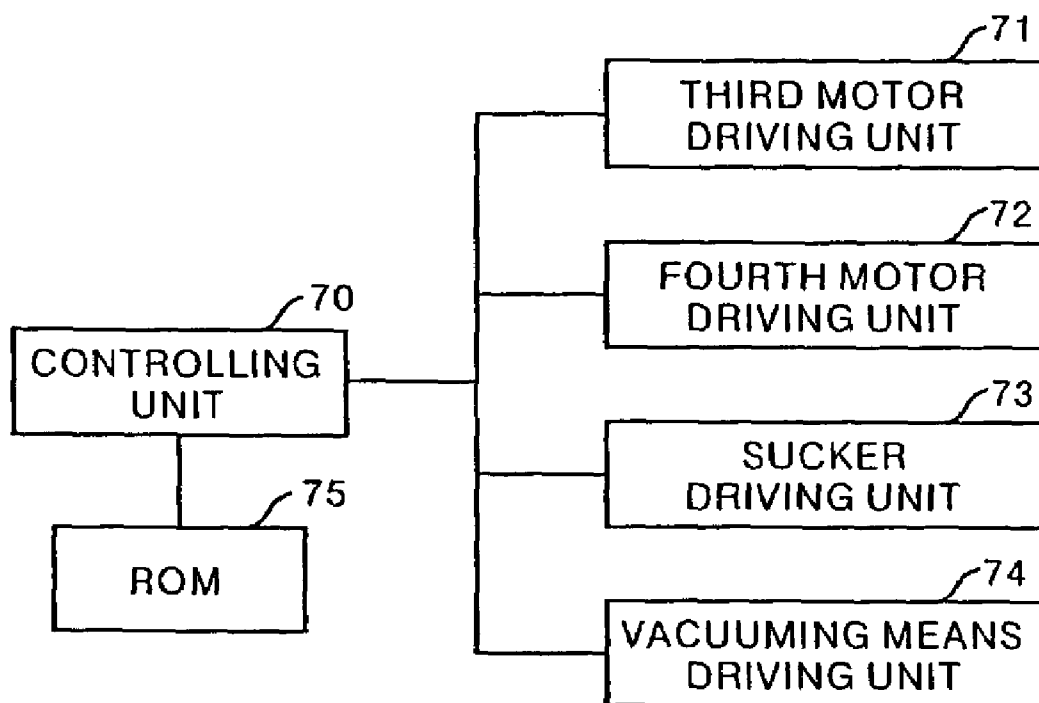 71
THIRD MOTOR
DRIVING UNIT
72
FOURTH MOTOR
DRIVING UNIT
70
CONTROLLING
UNIT
73
SUCKER
DRIVING UNIT
75
ROM
74
VACUUMING MEANS
DRIVING UNIT